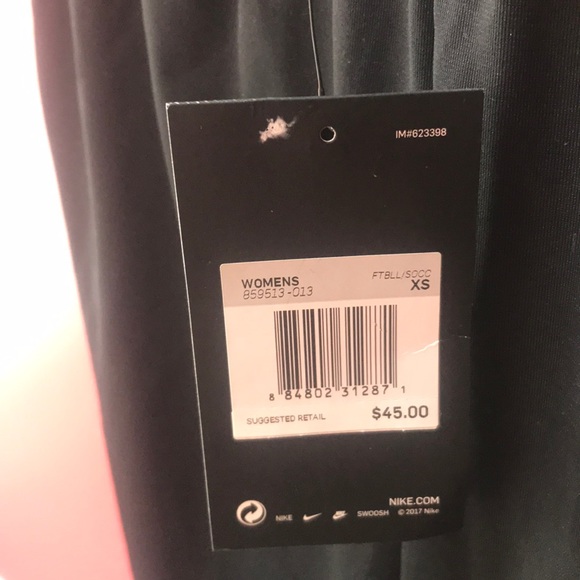 IM#623398
WOMENS FTBLL/SOCC
859513-013 XS
8 84802 31287 1
SUGGESTED RETAIL $45.00
NIKE.COM
NIKE SWOOSH © 2017 Nike